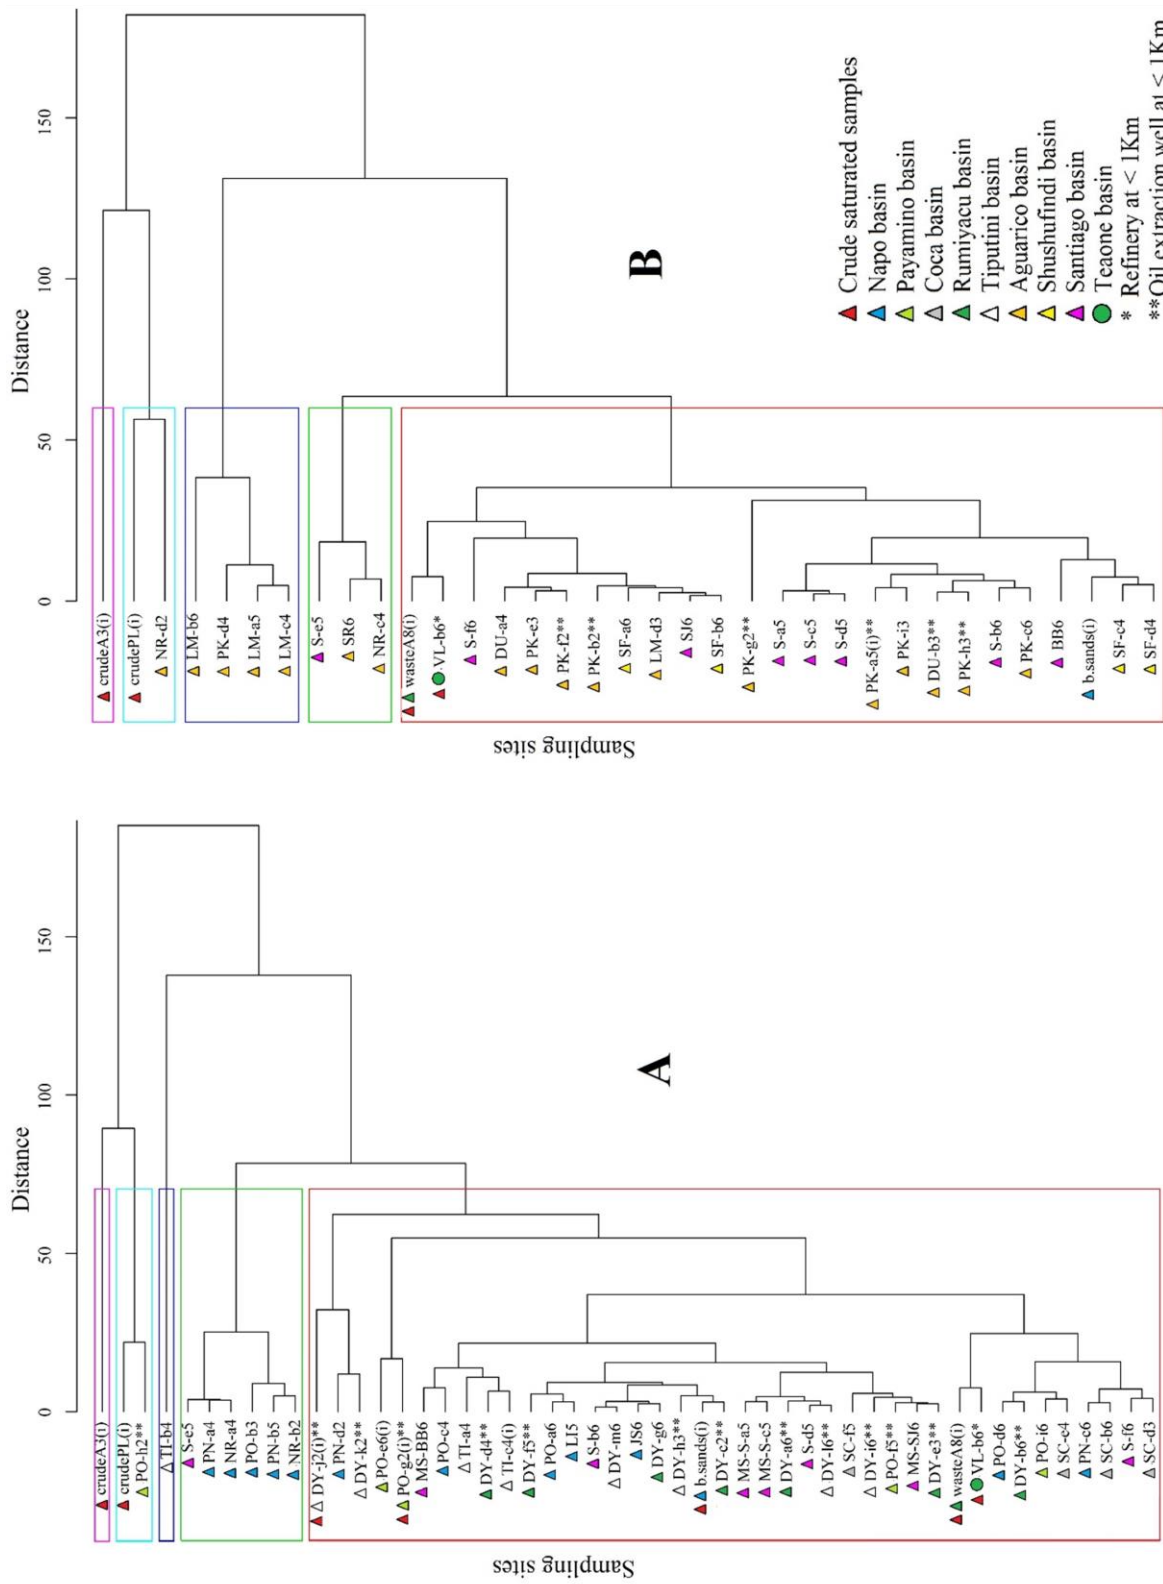 Distance
0
50
100
150
crudeA3(i)
crudePL(i)
NR-d2
LM-b6
PK-d4
LM-a5
LM-c4
S-e5
SR6
NR-c4
wasteA8(i)
VL-b6*
S-f6
DU-a4
PK-e3
PK-f2**
PK-b2**
SF-a6
LM-d3
SJ6
SF-b6
PK-g2**
S-a5
S-c5
S-d5
PK-a5(i)**
PK-i3
DU-b3**
PK-h3**
S-b6
PK-c6
BB6
b.sands(i)
SF-c4
SF-d4
Sampling sites
B
Crude saturated samples
Napo basin
Payamino basin
Coca basin
Rumiyacu basin
Tiputini basin
Aguarico basin
Shushufindi basin
Santiago basin
Teaone basin
* Refinery at < 1Km
**Oil extraction well at < 1Km
Distance
0
50
100
150
crudeA3(i)
crudePL(i)
PO-h2**
TI-b4
S-e5
PN-a4
NR-a4
PO-b3
PN-b5
NR-b2
DY-j2(i)**
PN-d2
DY-k2**
PO-e6(i)
PO-g2(i)**
MS-BB6
PO-c4
TI-a4
DY-d4**
TI-c4(i)
DY-f5**
PO-a6
LI5
S-b6
DY-m6
JS6
DY-g6
DY-h3**
b.sands(i)
DY-c2**
MS-S-a5
MS-S-c5
DY-a6**
S-d5
DY-l6**
SC-f5
DY-i6**
PO-f5**
MS-SJ6
DY-e3**
wasteA8(i)
VL-b6*
PO-d6
DY-b6**
PO-i6
SC-e4
PN-c6
SC-b6
S-f6
SC-d3
Sampling sites
A